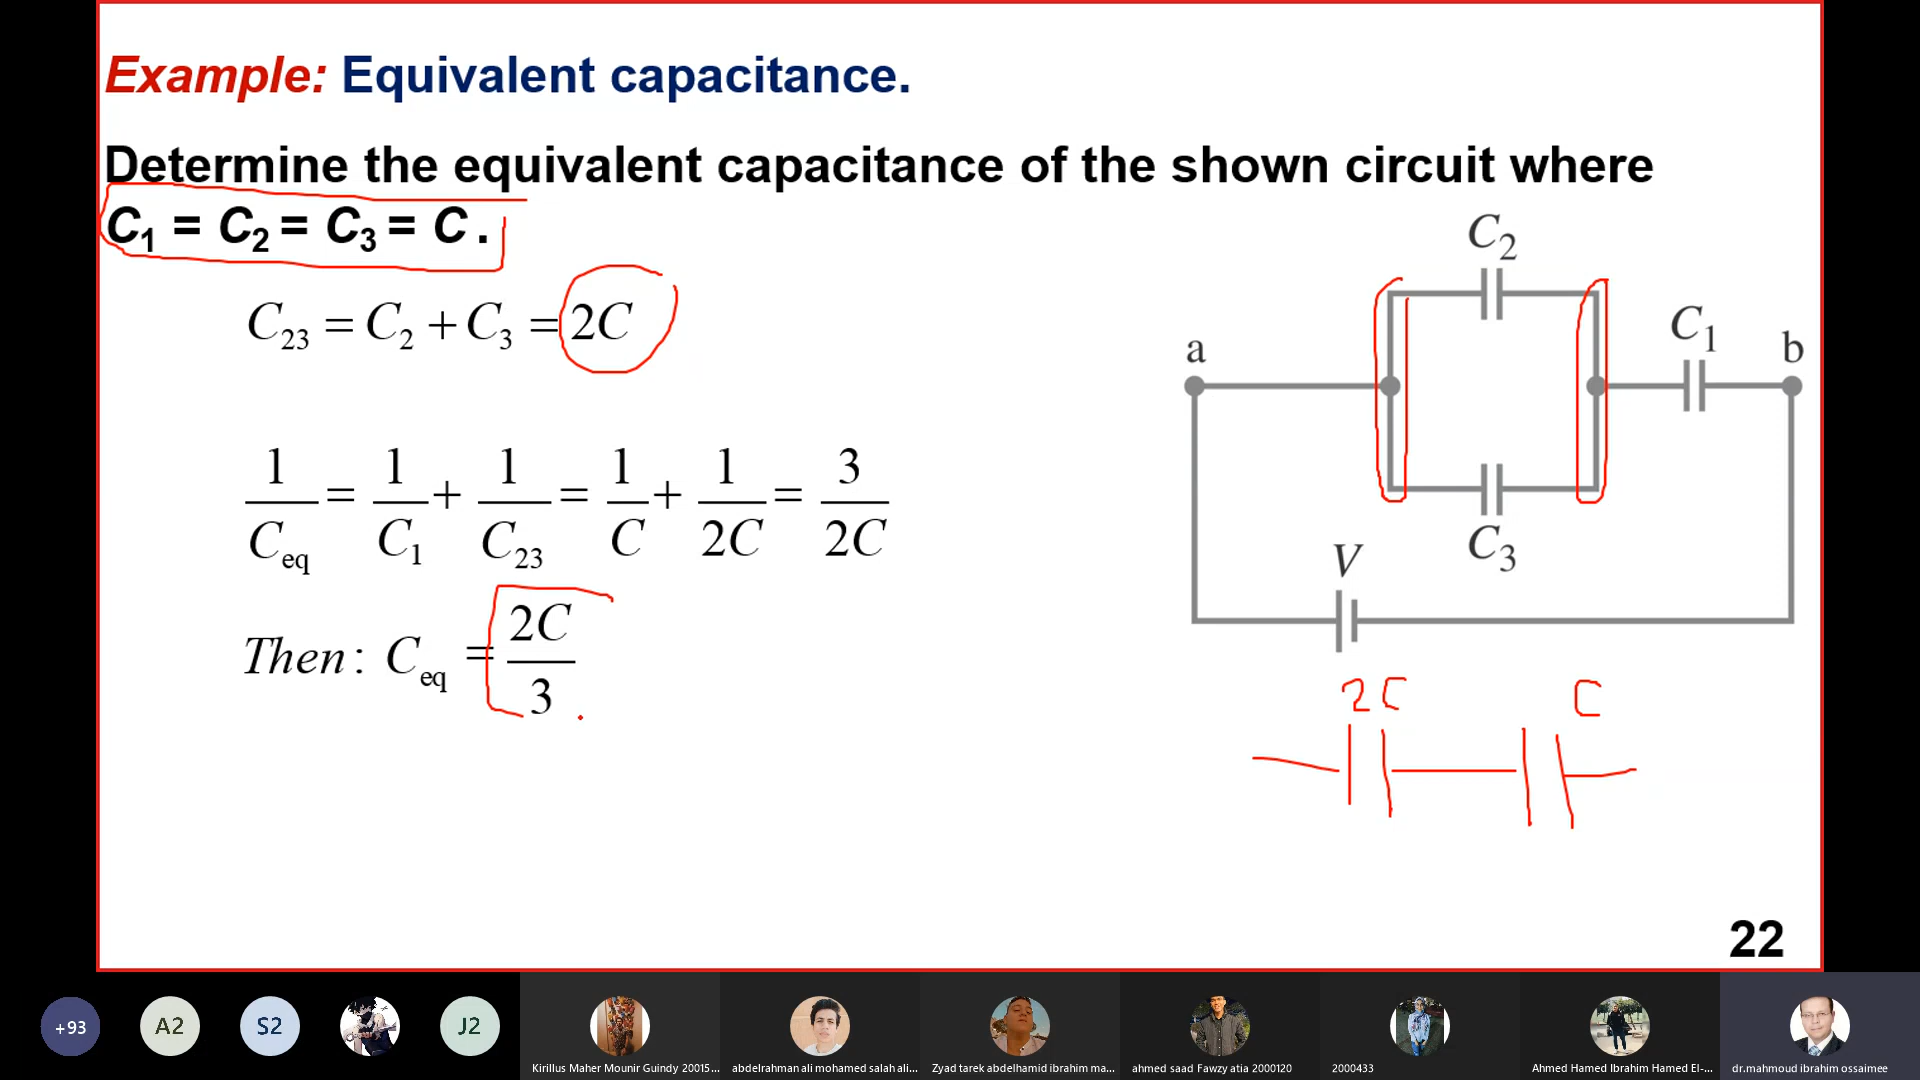 Example: Equivalent capacitance.
Determine the equivalent capacitance of the shown circuit where
C₁ = C₂ = C₃ = C .
C₂₃ = C₂ + C₃ = 2C
1/C_eq = 1/C₁ + 1/C₂₃ = 1/C + 1/2C = 3/2C
Then: C_eq = 2C/3
C₂
C₁
a
b
C₃
V
2C
C
22
+93
A2
S2
J2
Kirillus Maher Mounir Guindy 20015...
abdelrahman ali mohamed salah ali...
Zyad tarek abdelhamid ibrahim ma...
ahmed saad Fawzy atia 2000120
2000433
Ahmed Hamed Ibrahim Hamed El-...
dr.mahmoud ibrahim ossaimee